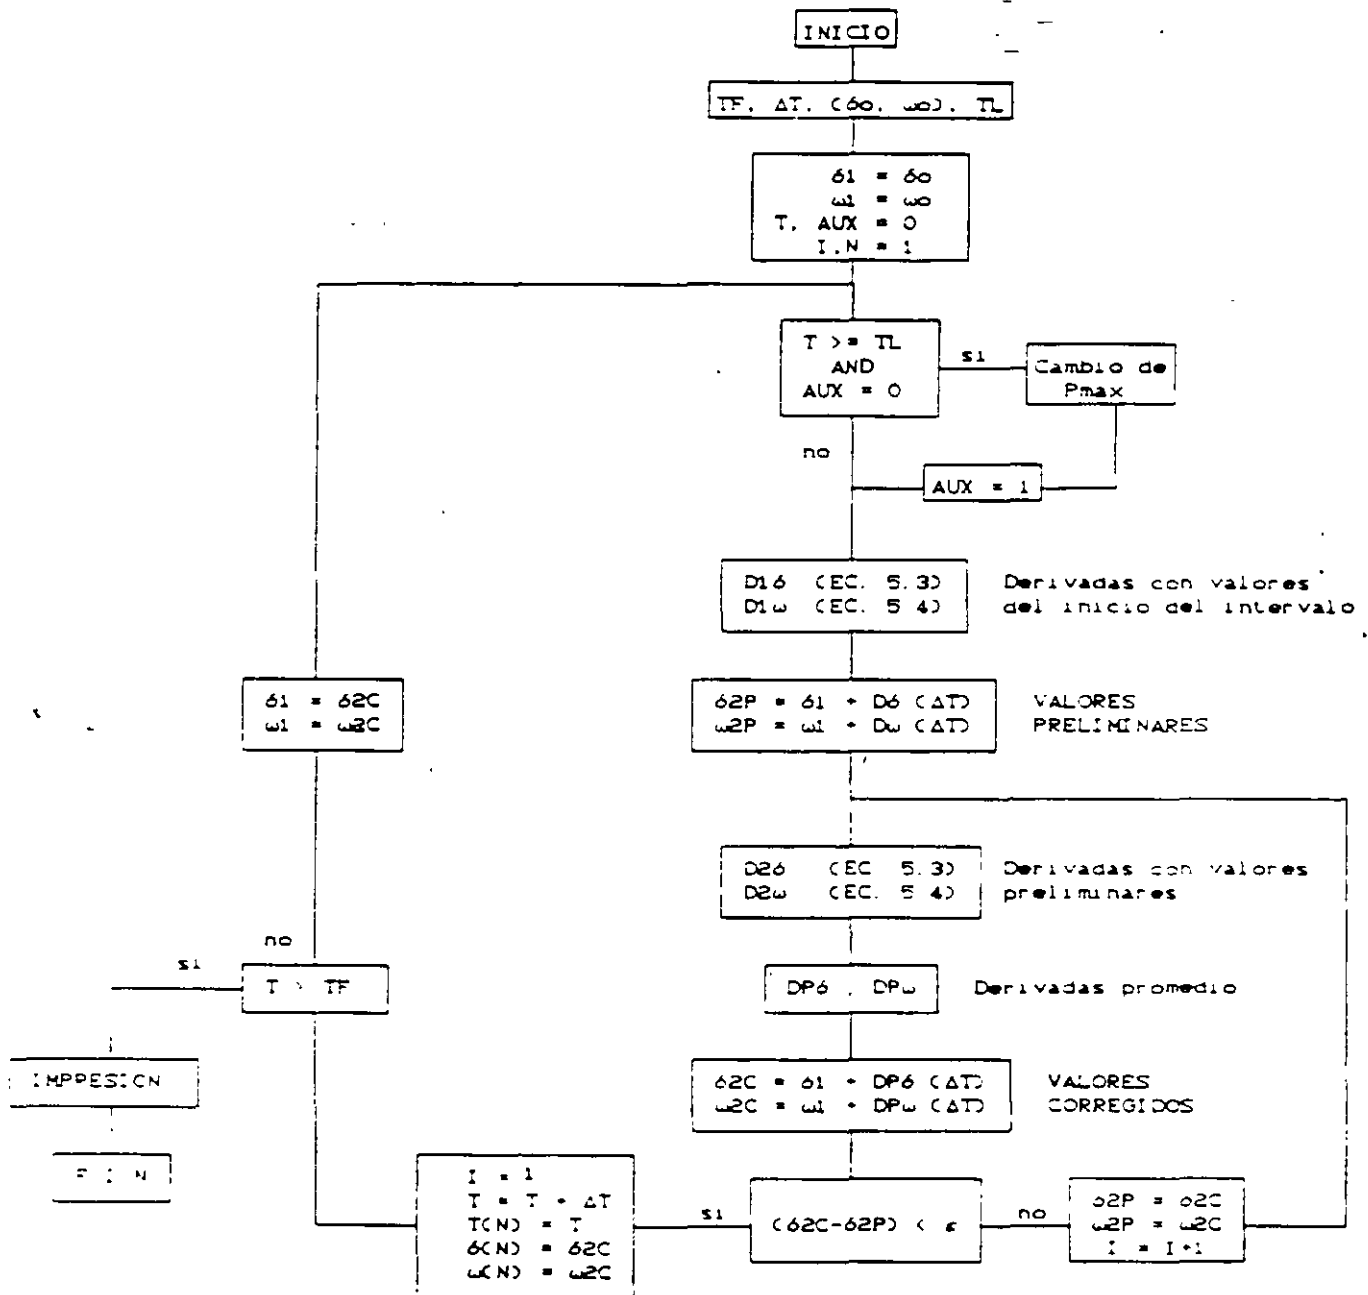 INICIO
TF, ΔT, (δo, ωo), TL
δ1 = δo
ω1 = ωo
T, AUX = 0
I,N = 1
T >= TL
AND
AUX = 0
si
Cambio de
Pmax
no
AUX = 1
D1δ (EC. 5.3)
D1ω (EC. 5 4)
Derivadas con valores
del inicio del intervalo
δ2P = δ1 + Dδ (ΔT)
ω2P = ω1 + Dω (ΔT)
VALORES
PRELIMINARES
δ1 = δ2C
ω1 = ω2C
D2δ (EC 5.3)
D2ω (EC. 5 4)
Derivadas con valores
preliminares
no
si
T > TF
DPδ , DPω
Derivadas promedio
IMPRESION
δ2C = δ1 + DPδ (ΔT)
ω2C = ω1 + DPω (ΔT)
VALORES
CORREGIDOS
F I N
I = 1
T = T + ΔT
T(N) = T
δ(N) = δ2C
ω(N) = ω2C
si
(δ2C-δ2P) < ε
no
δ2P = δ2C
ω2P = ω2C
I = I+1